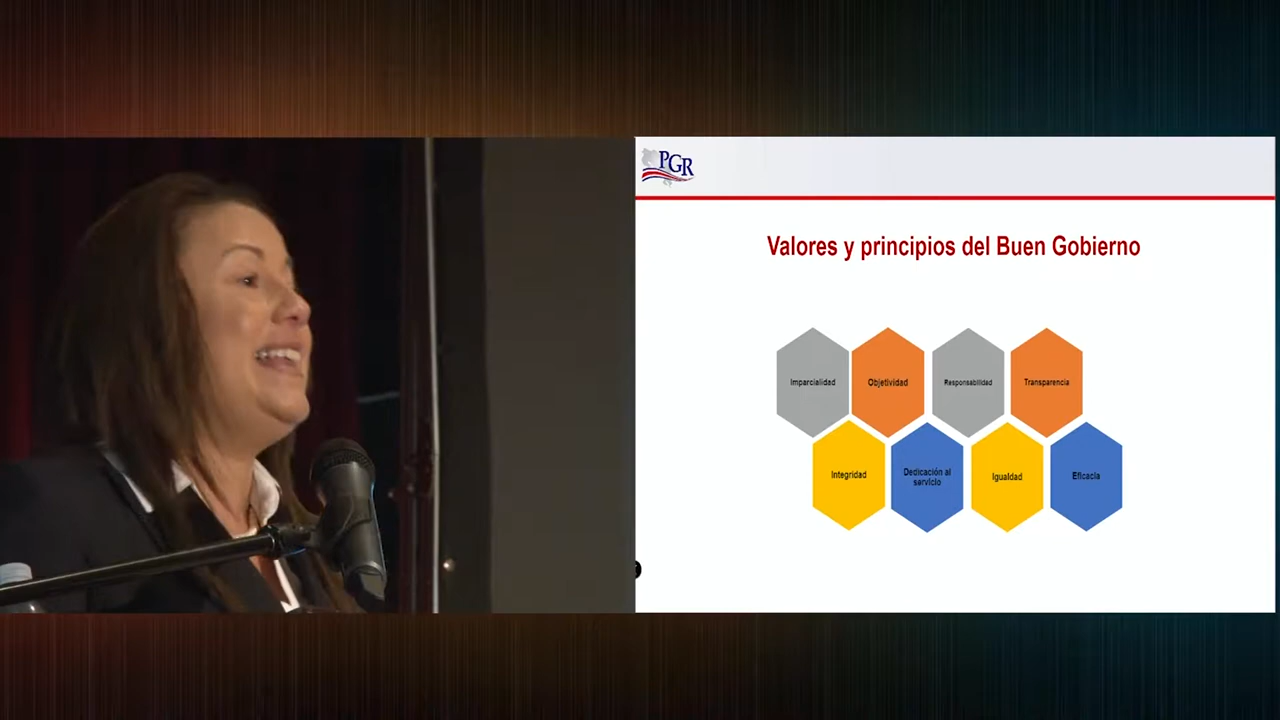 PGR
Valores y principios del Buen Gobierno
Imparcialidad
Objetividad
Responsabilidad
Transparencia
Integridad
Dedicación al
servicio
Igualdad
Eficacia